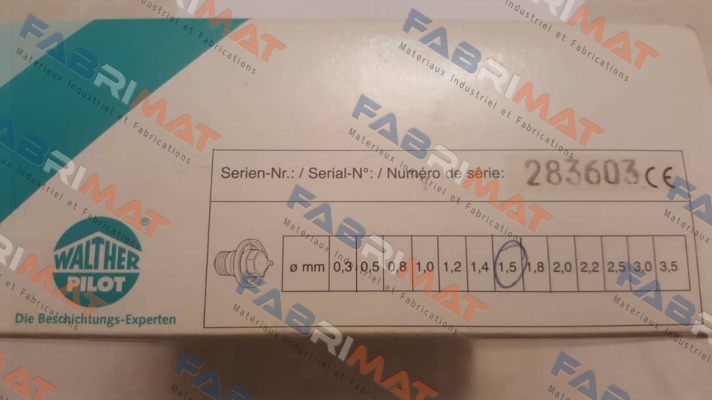 Serien-Nr.: / Serial-N°: / Numéro de série: 283603 CE
WALTHER
PILOT
®
Die Beschichtungs-Experten
ø mm 0,3 0,5 0,8 1,0 1,2 1,4 1,5 1,8 2,0 2,2 2,5 3,0 3,5
FABRIMAT
Materiaux Industriel et Fabrications